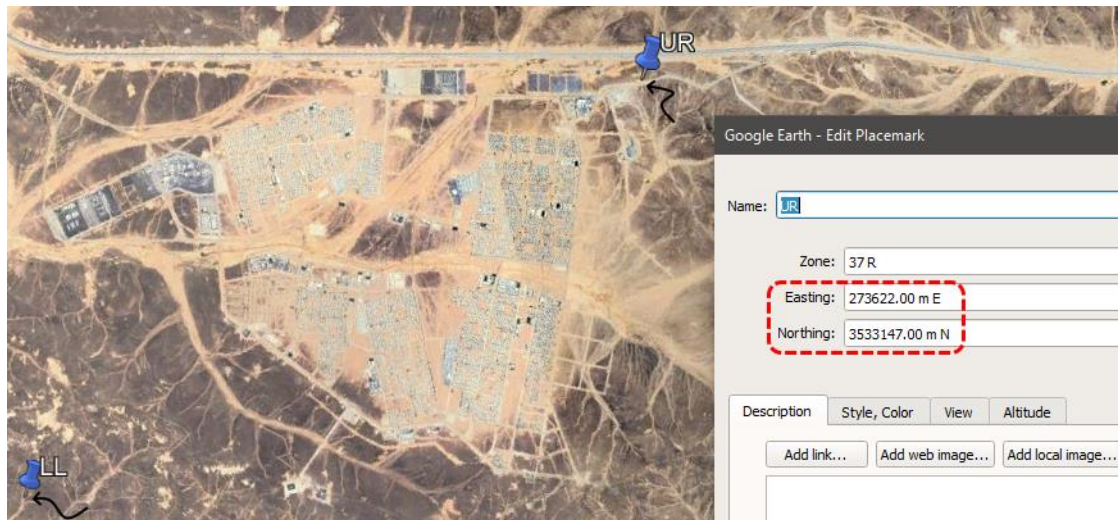 UR
Google Earth - Edit Placemark
Name: UR
Zone: 37 R
Easting: 273622.00 m E
Northing: 3533147.00 m N
Description Style, Color View Altitude
Add link... Add web image... Add local image...
LL